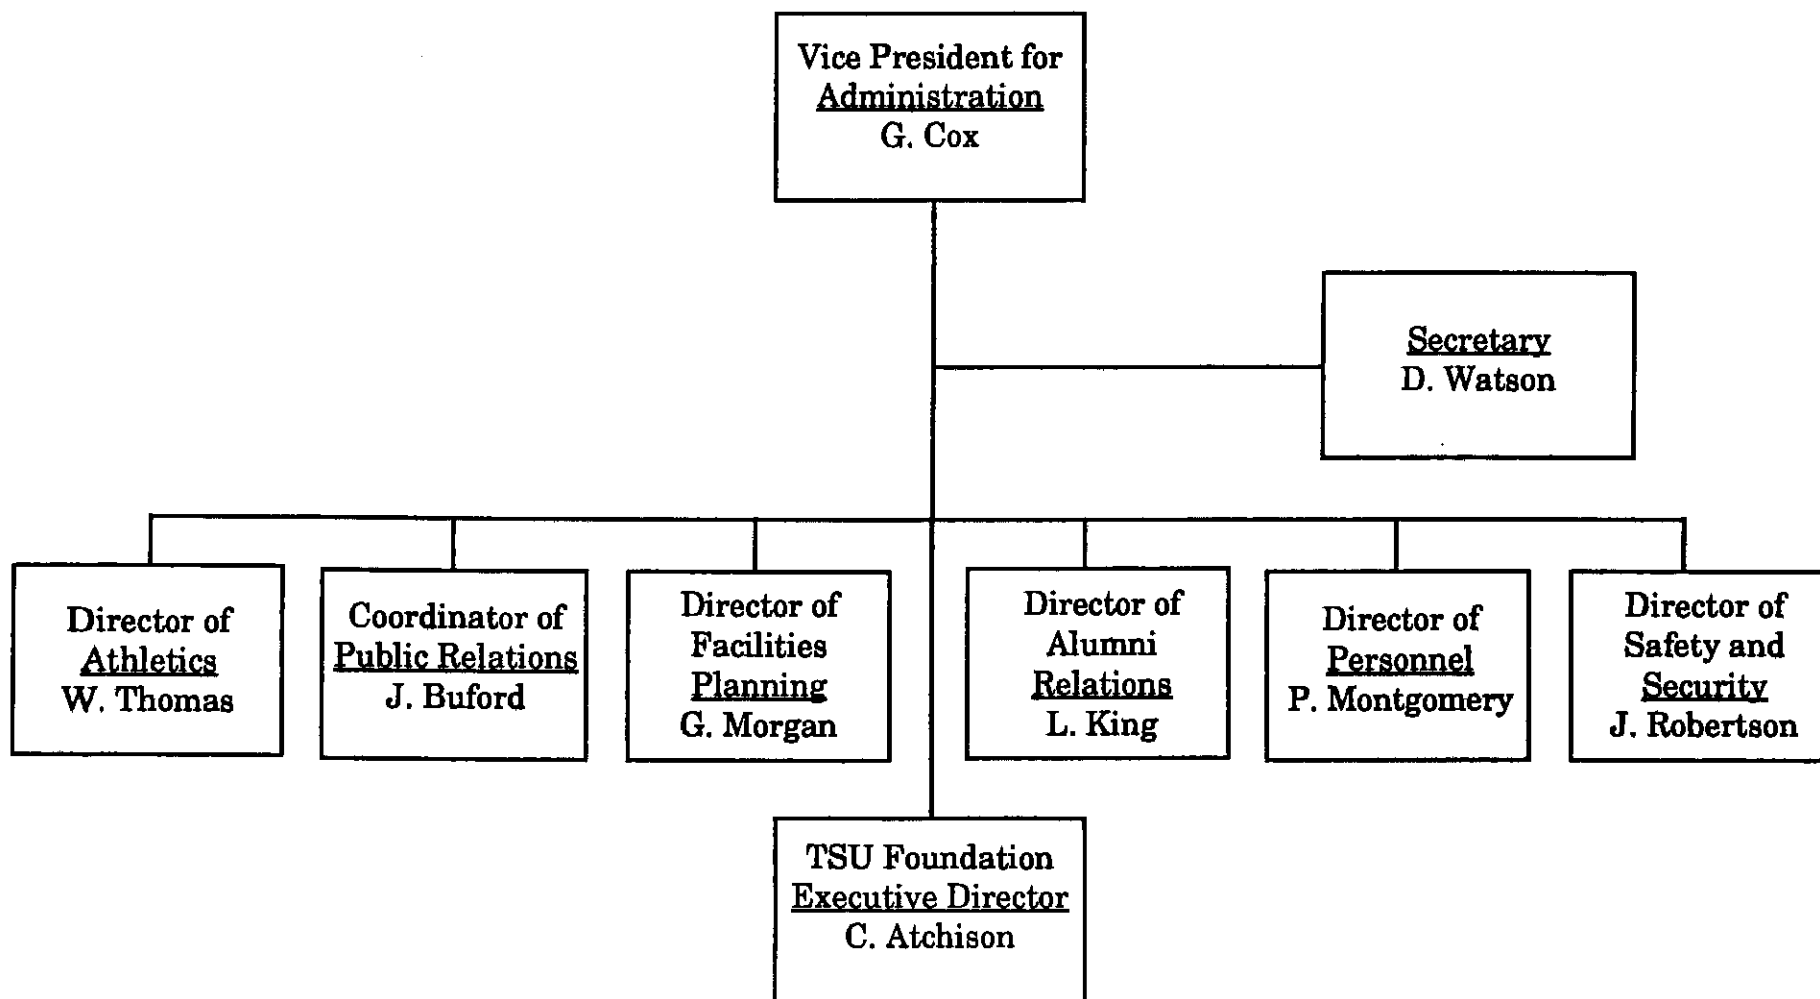 Vice President for
Administration
G. Cox
Secretary
D. Watson
Director of
Athletics
W. Thomas
Coordinator of
Public Relations
J. Buford
Director of
Facilities
Planning
G. Morgan
Director of
Alumni
Relations
L. King
Director of
Personnel
P. Montgomery
Director of
Safety and
Security
J. Robertson
TSU Foundation
Executive Director
C. Atchison